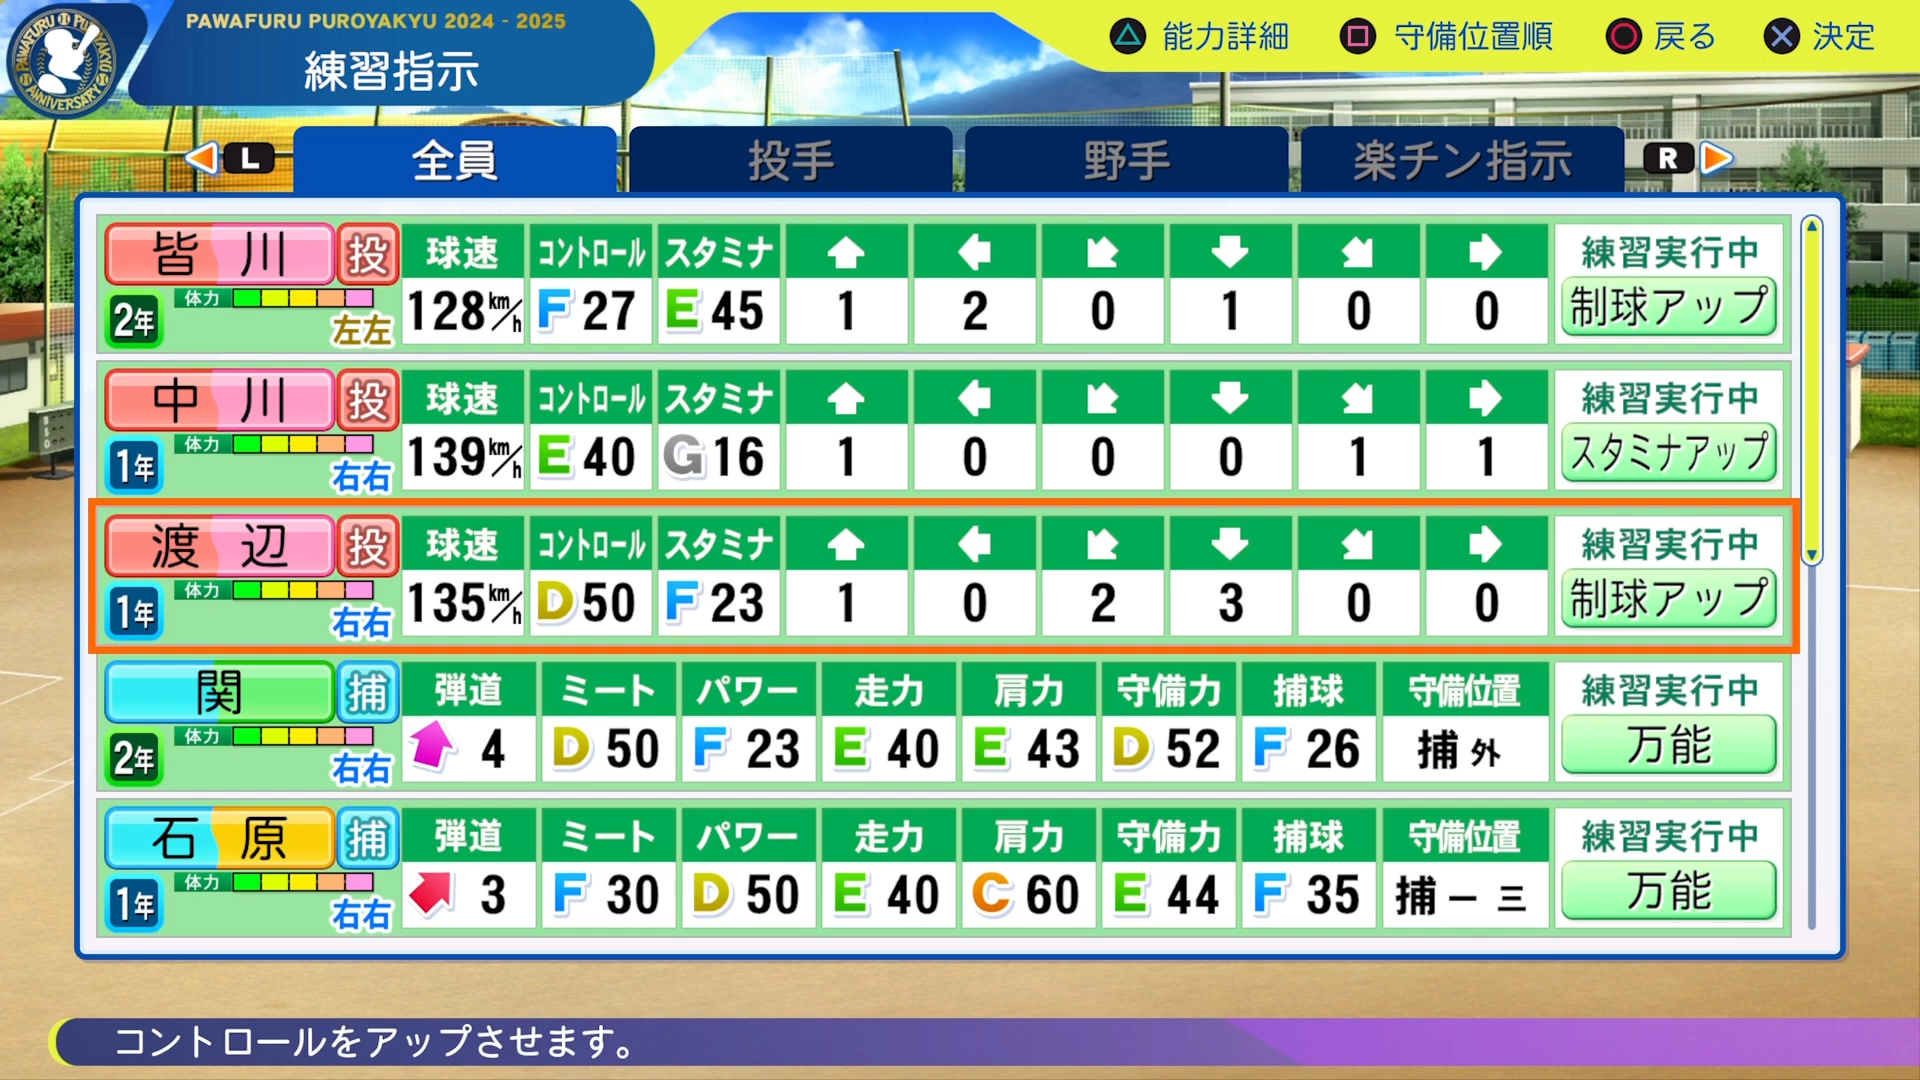 PAWAFURU PUROYAKYU 2024 - 2025
練習指示
能力詳細 守備位置順 戻る 決定
L 全員 投手 野手 楽チン指示 R
皆川 投 球速 コントロール スタミナ 練習実行中
2年 体力 左左 128km/h F 27 E 45 1 2 0 1 0 0 制球アップ
中川 投 球速 コントロール スタミナ 練習実行中
1年 体力 右右 139km/h E 40 G 16 1 0 0 0 1 1 スタミナアップ
渡辺 投 球速 コントロール スタミナ 練習実行中
1年 体力 右右 135km/h D 50 F 23 1 0 2 3 0 0 制球アップ
関 捕 弾道 ミート パワー 走力 肩力 守備力 捕球 守備位置 練習実行中
2年 体力 右右 4 D 50 F 23 E 40 E 43 D 52 F 26 捕 外 万能
石原 捕 弾道 ミート パワー 走力 肩力 守備力 捕球 守備位置 練習実行中
1年 体力 右右 3 F 30 D 50 E 40 C 60 E 44 F 35 捕 一 三 万能
コントロールをアップさせます。